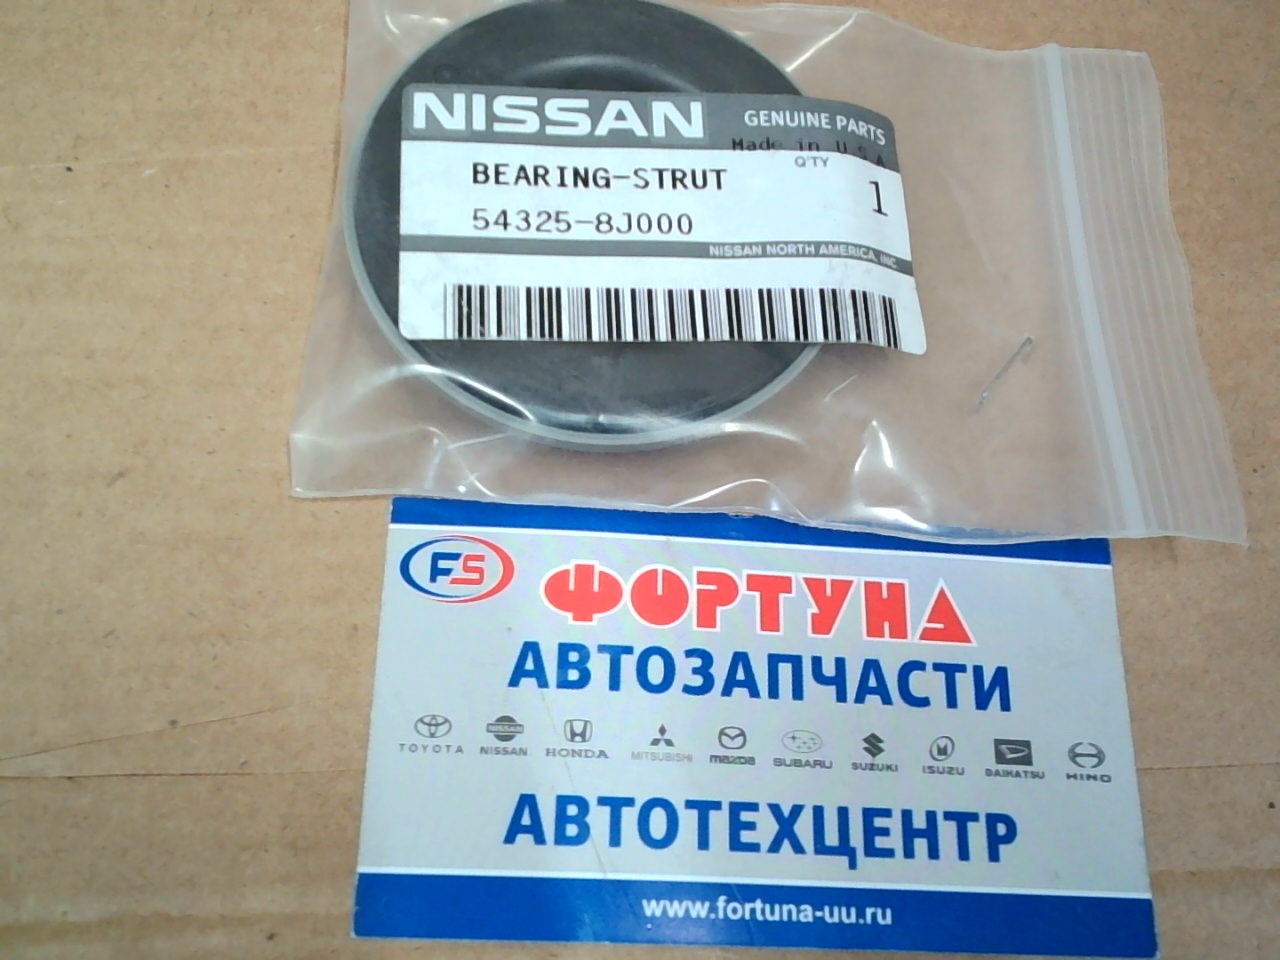 NISSAN GENUINE PARTS
Made in U S A
BEARING-STRUT
Q'TY
1
54325-8J000
NISSAN NORTH AMERICA, INC.
FS
ФОРТУНА
АВТОЗАПЧАСТИ
TOYOTA NISSAN HONDA MITSUBISHI mazda SUBARU SUZUKI ISUZU DAIHATSU HINO
АВТОТЕХЦЕНТР
www.fortuna-uu.ru